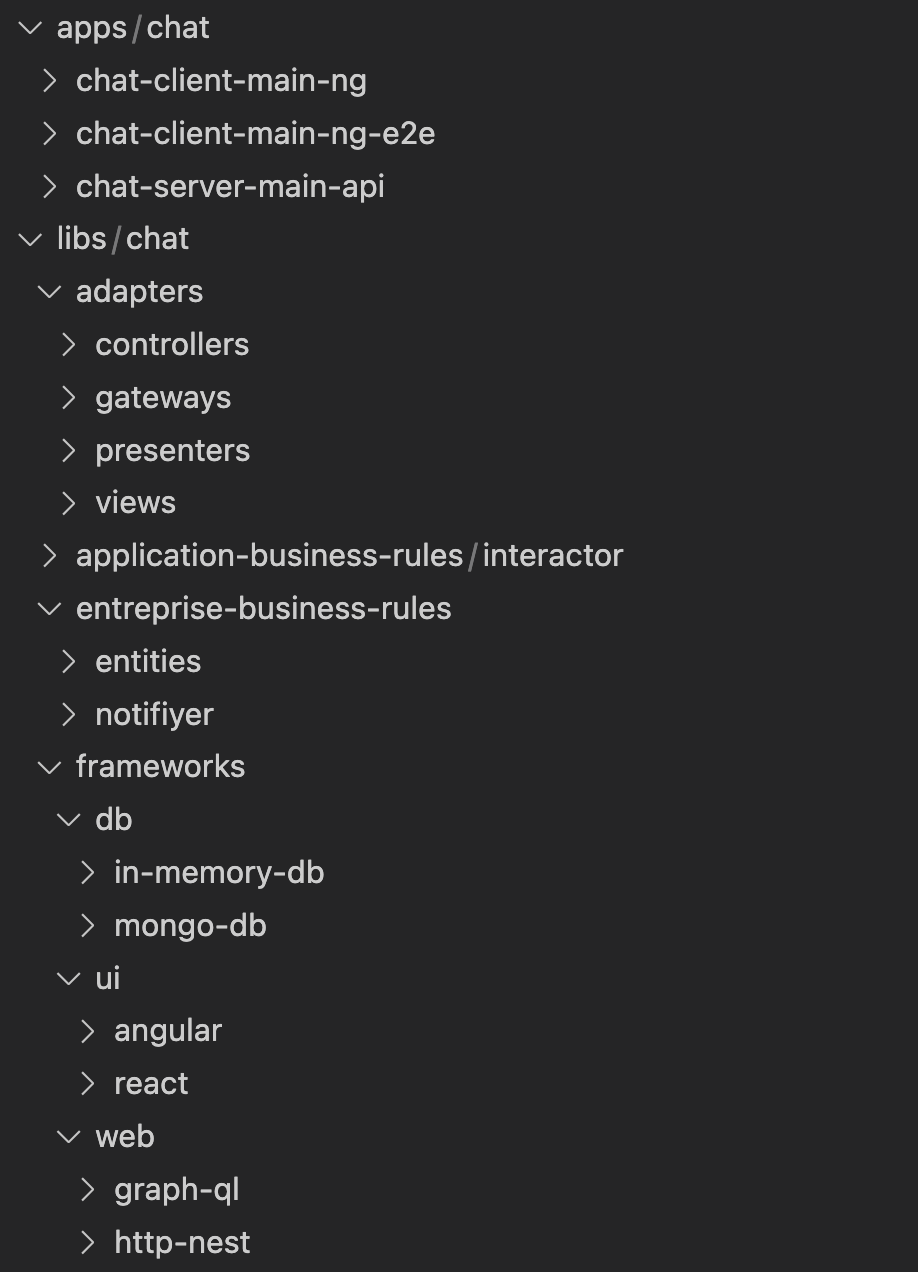 apps/chat
chat-client-main-ng
chat-client-main-ng-e2e
chat-server-main-api
libs/chat
adapters
controllers
gateways
presenters
views
application-business-rules/interactor
entreprise-business-rules
entities
notifiyer
frameworks
db
in-memory-db
mongo-db
ui
angular
react
web
graph-ql
http-nest